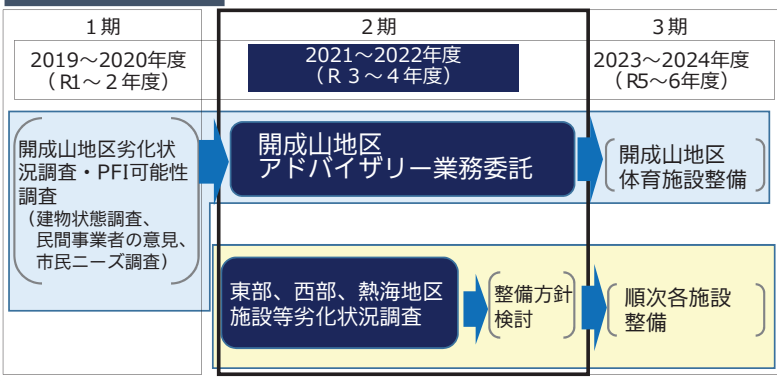 1期
2019～2020年度
（R1～２年度）
2期
2021～2022年度
（Ｒ３～４年度）
3期
2023～2024年度
（R5～6年度）
開成山地区劣化状
況調査・PFI可能性
調査
（建物状態調査、
民間事業者の意見、
市民ニーズ調査）
開成山地区
アドバイザリー業務委託
開成山地区
体育施設整備
東部、西部、熱海地区
施設等劣化状況調査
整備方針
検討
順次各施設
整備